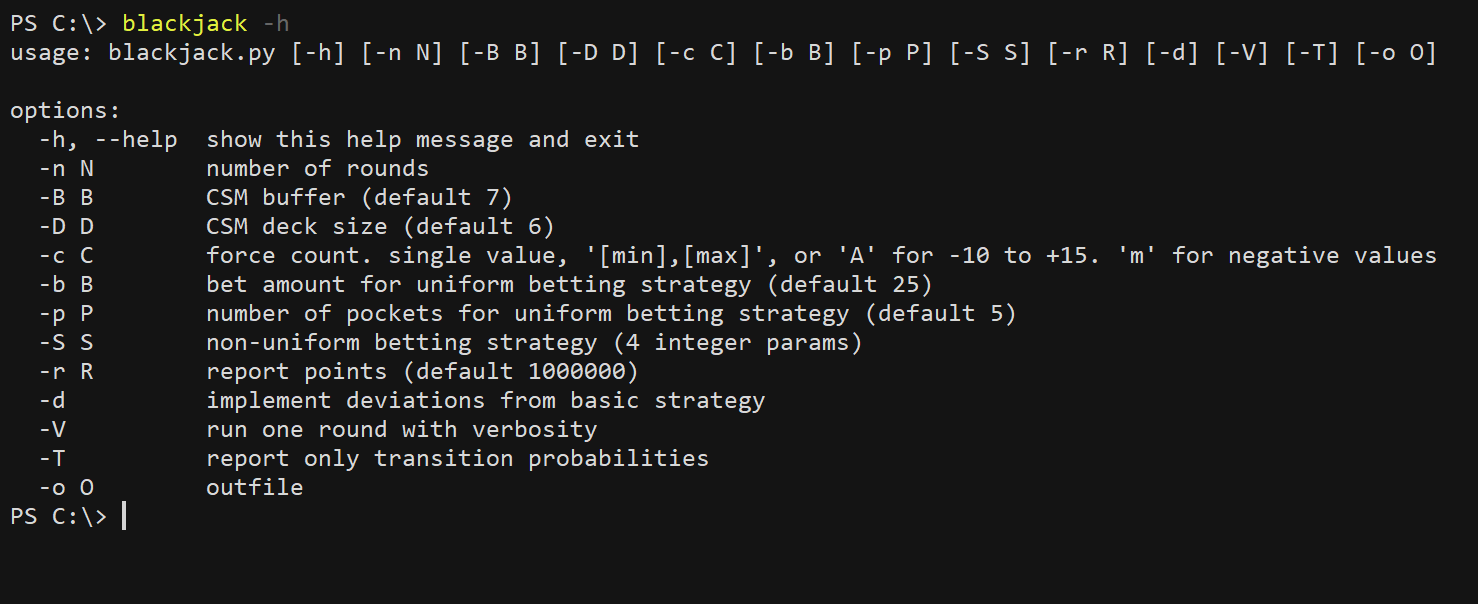 PS C:\> blackjack -h
usage: blackjack.py [-h] [-n N] [-B B] [-D D] [-c C] [-b B] [-p P] [-S S] [-r R] [-d] [-V] [-T] [-o O]

options:
  -h, --help  show this help message and exit
  -n N        number of rounds
  -B B        CSM buffer (default 7)
  -D D        CSM deck size (default 6)
  -c C        force count. single value, '[min],[max]', or 'A' for -10 to +15. 'm' for negative values
  -b B        bet amount for uniform betting strategy (default 25)
  -p P        number of pockets for uniform betting strategy (default 5)
  -S S        non-uniform betting strategy (4 integer params)
  -r R        report points (default 1000000)
  -d          implement deviations from basic strategy
  -V          run one round with verbosity
  -T          report only transition probabilities
  -o O        outfile
PS C:\>